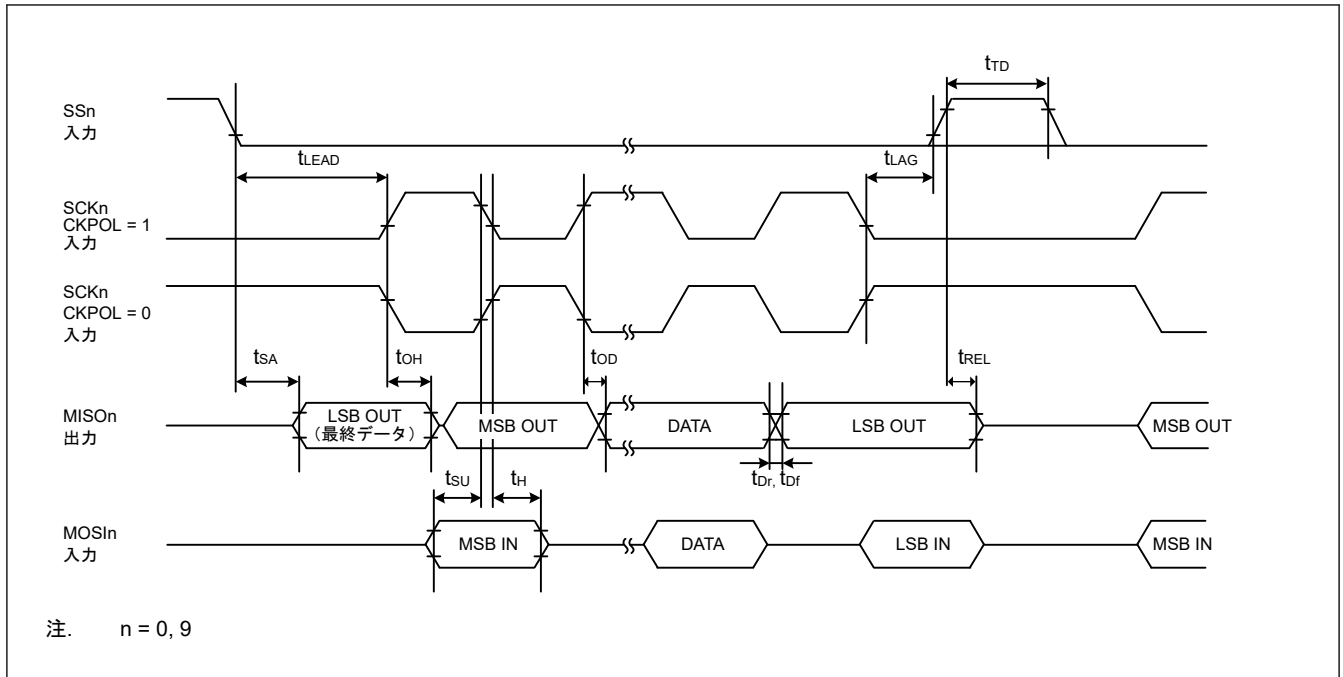 tTD
SSn
入力
tLEAD
tLAG
SCKn
CKPOL = 1
入力
SCKn
CKPOL = 0
入力
tSA
tOH
tOD
tREL
MISOn
出力
LSB OUT
（最終データ）
MSB OUT
DATA
LSB OUT
MSB OUT
tSU
tH
tDr, tDf
MOSIn
入力
MSB IN
DATA
LSB IN
MSB IN
注. n = 0, 9